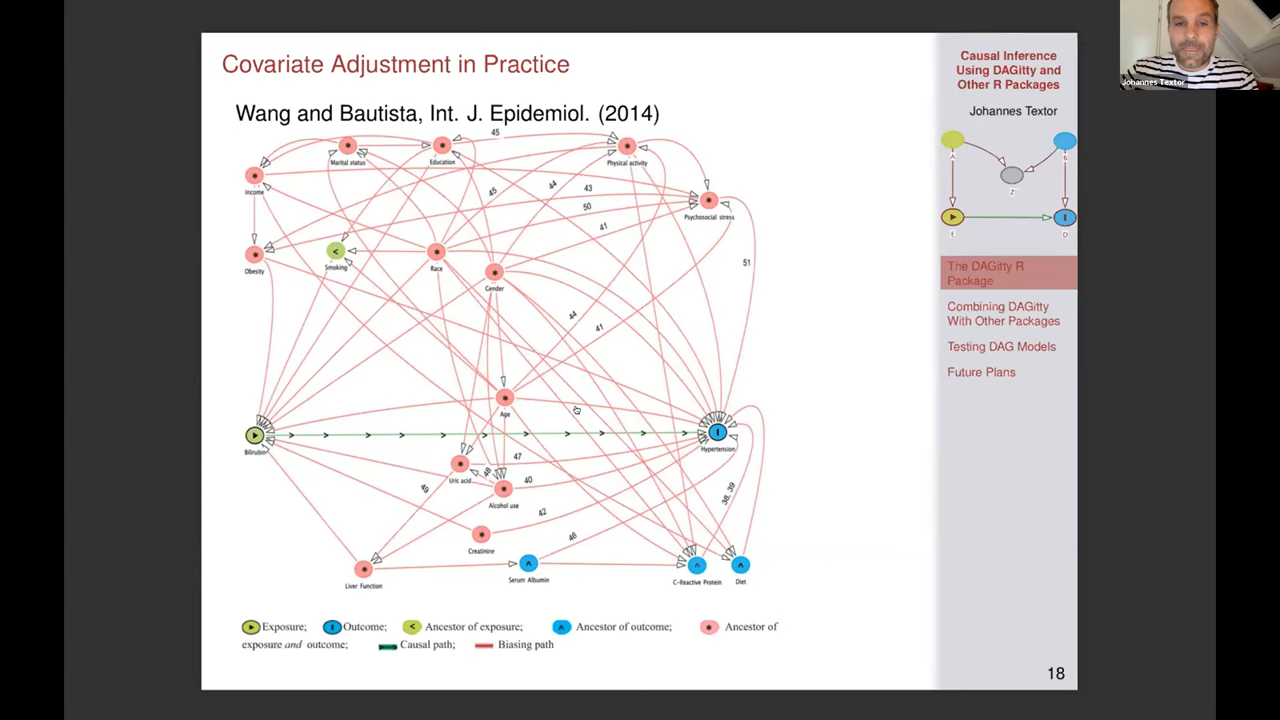 Covariate Adjustment in Practice
Wang and Bautista, Int. J. Epidemiol. (2014)
45
Marital status
Education
Physical activity
Income
45
44
43
50
41
Psychosocial stress
Obesity
Smoking
Race
Gender
51
44
41
Age
Bilirubin
Hypertension
47
Uric acid
48
40
Alcohol use
49
38, 39
42
Creatinine
46
Liver Function
Serum Albumin
C-Reactive Protein
Diet
Exposure; Outcome; Ancestor of exposure; Ancestor of outcome; Ancestor of
exposure and outcome; Causal path; Biasing path
Causal Inference
Using DAGitty and
Other R Packages
Johannes Textor
A
B
Z
E
D
The DAGitty R
Package
Combining DAGitty
With Other Packages
Testing DAG Models
Future Plans
18
Johannes Textor